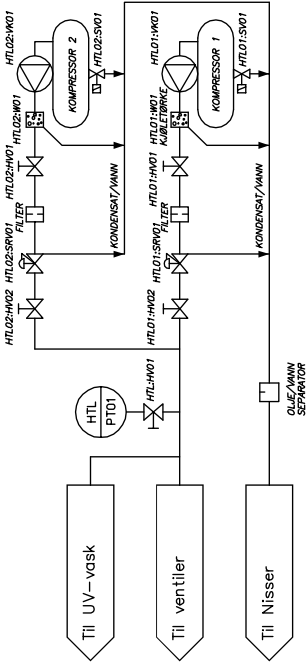 HTL02:VK01
KOMPRESSOR 2
HTL02:SV01
HTL02:W01
HTL02:HV01
FILTER
HTL02:SRV01
HTL02:HV02
KONDENSAT/VANN
HTL01:VK01
KOMPRESSOR 1
HTL01:SV01
HTL01:W01
KJØLETØRKE
HTL01:HV01
FILTER
HTL01:SRV01
HTL01:HV02
KONDENSAT/VANN
HTL
PT01
HTL:HV01
OLJE/VANN
SEPARATOR
Til UV-vask
Til ventiler
Til Nisser